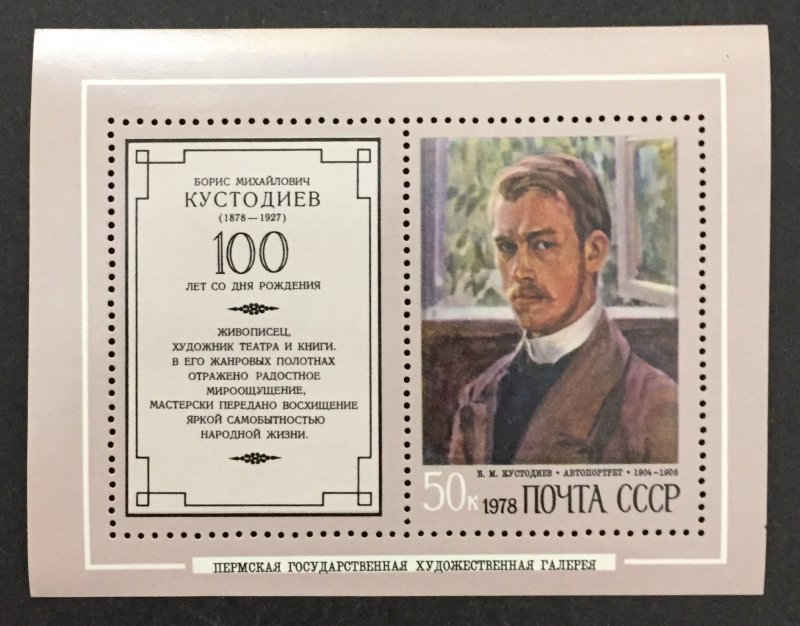 БОРИС МИХАЙЛОВИЧ
КУСТОДИЕВ
(1878—1927)
100
ЛЕТ СО ДНЯ РОЖДЕНИЯ
ЖИВОПИСЕЦ,
ХУДОЖНИК ТЕАТРА И КНИГИ.
В ЕГО ЖАНРОВЫХ ПОЛОТНАХ
ОТРАЖЕНО РАДОСТНОЕ
МИРООЩУЩЕНИЕ,
МАСТЕРСКИ ПЕРЕДАНО ВОСХИЩЕНИЕ
ЯРКОЙ САМОБЫТНОСТЬЮ
НАРОДНОЙ ЖИЗНИ.
Б. М. КУСТОДИЕВ • АВТОПОРТРЕТ • 1904-1906
50к 1978 ПОЧТА СССР
ПЕРМСКАЯ ГОСУДАРСТВЕННАЯ ХУДОЖЕСТВЕННАЯ ГАЛЕРЕЯ